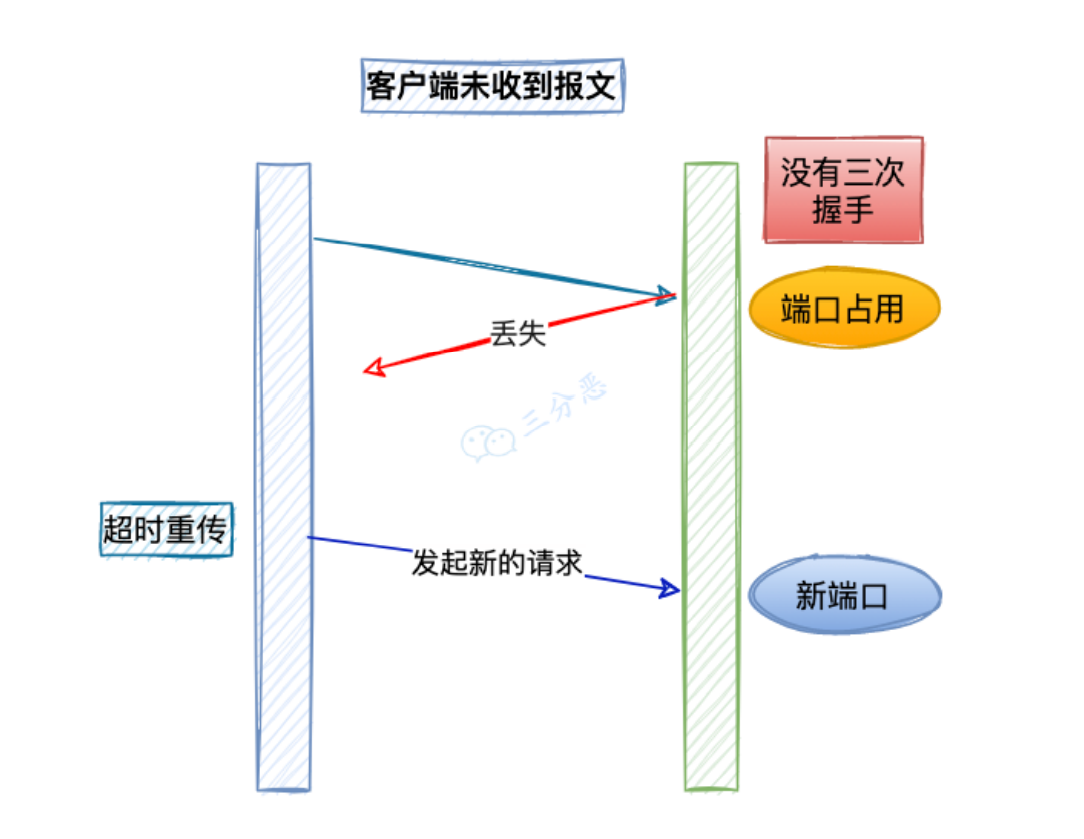 客户端未收到报文
没有三次
握手
端口占用
丢失
三分恶
超时重传
发起新的请求
新端口